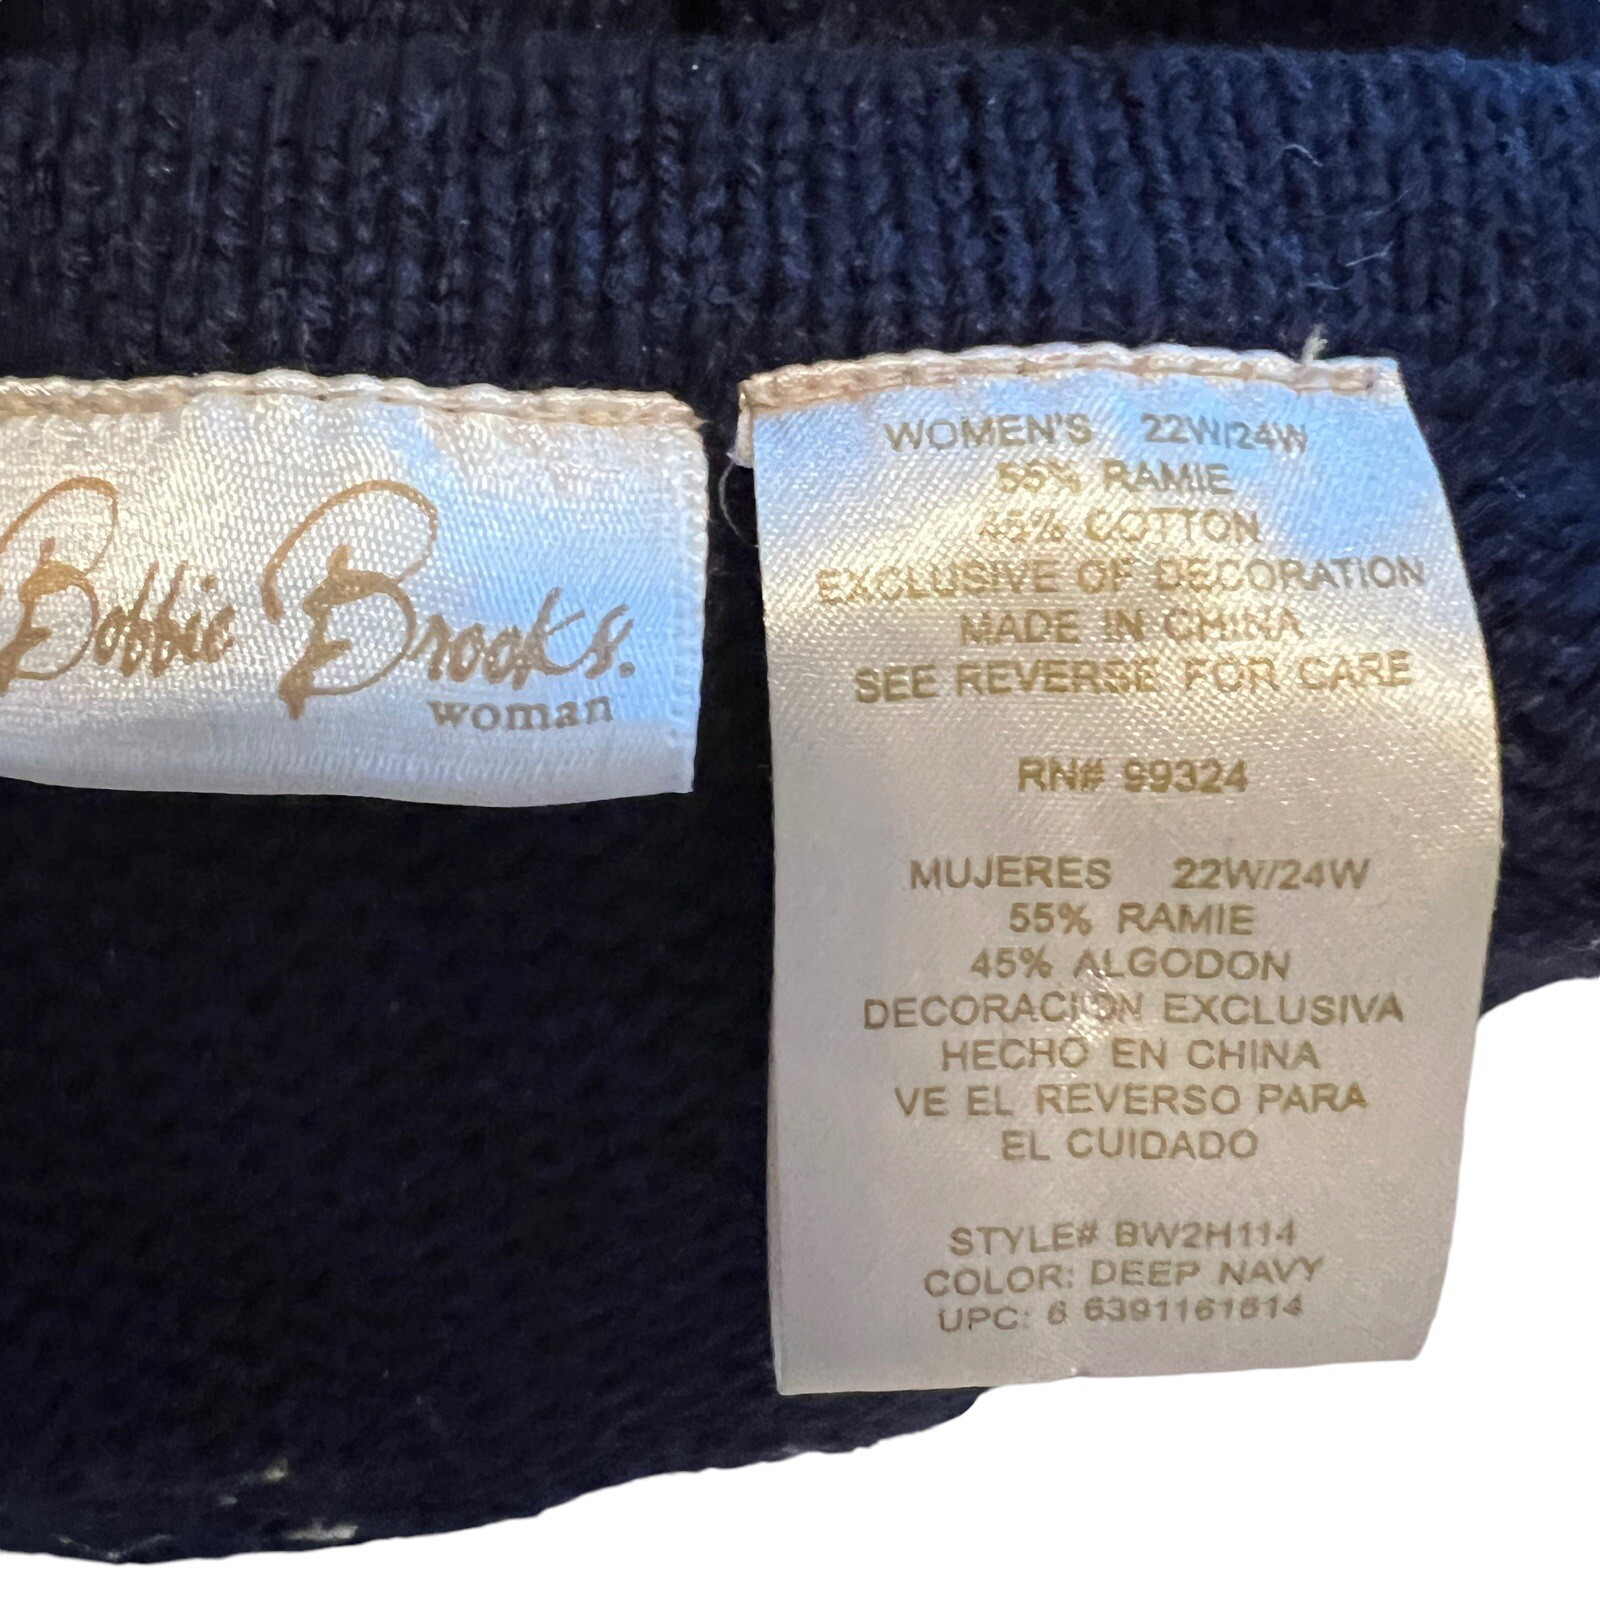 Bobbie Brooks.
woman
WOMEN'S 22W/24W
55% RAMIE
45% COTTON
EXCLUSIVE OF DECORATION
MADE IN CHINA
SEE REVERSE FOR CARE
RN# 99324
MUJERES 22W/24W
55% RAMIE
45% ALGODON
DECORACION EXCLUSIVA
HECHO EN CHINA
VE EL REVERSO PARA
EL CUIDADO
STYLE# BW2H114
COLOR: DEEP NAVY
UPC: 6